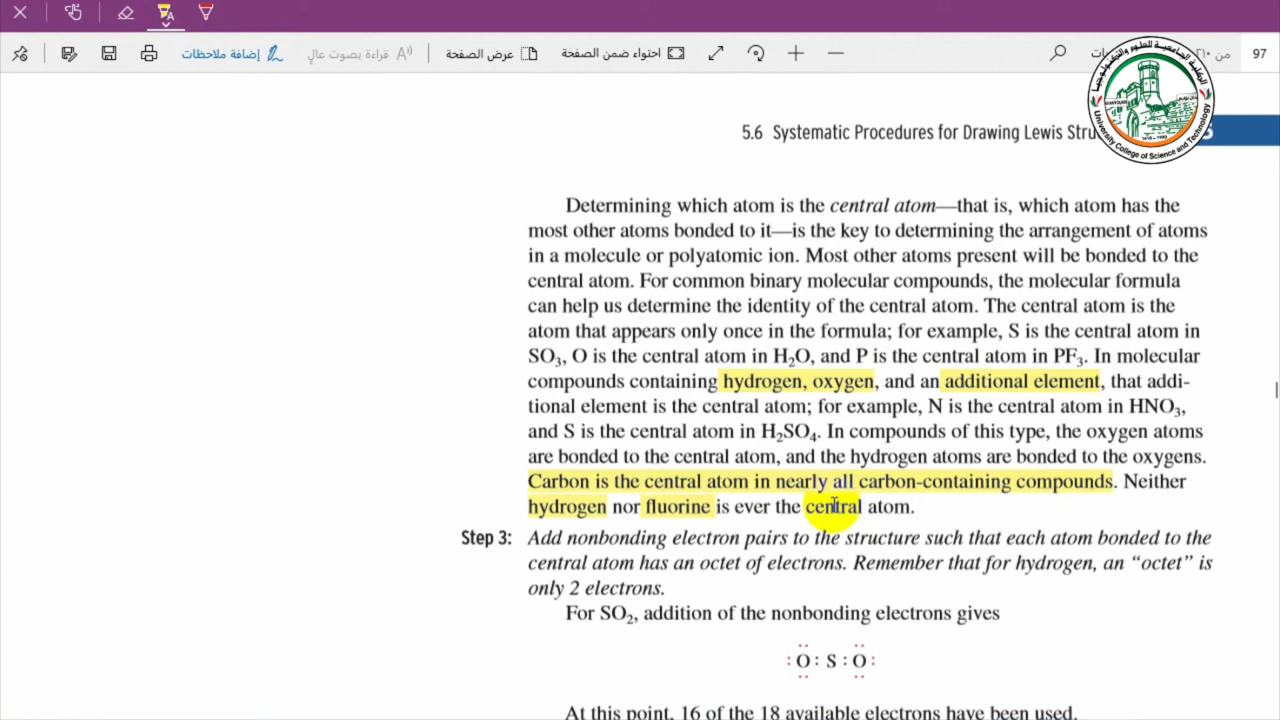 إضافة ملاحظات
قراءة بصوت عالٍ
عرض الصفحة
احتواء ضمن الصفحة
من
97
الكلية الجامعية للعلوم والتكنولوجيا
University College of Science and Technology
5.6 Systematic Procedures for Drawing Lewis Stru
Determining which atom is the central atom—that is, which atom has the
most other atoms bonded to it—is the key to determining the arrangement of atoms
in a molecule or polyatomic ion. Most other atoms present will be bonded to the
central atom. For common binary molecular compounds, the molecular formula
can help us determine the identity of the central atom. The central atom is the
atom that appears only once in the formula; for example, S is the central atom in
SO₃, O is the central atom in H₂O, and P is the central atom in PF₃. In molecular
compounds containing hydrogen, oxygen, and an additional element, that addi-
tional element is the central atom; for example, N is the central atom in HNO₃,
and S is the central atom in H₂SO₄. In compounds of this type, the oxygen atoms
are bonded to the central atom, and the hydrogen atoms are bonded to the oxygens.
Carbon is the central atom in nearly all carbon-containing compounds. Neither
hydrogen nor fluorine is ever the central atom.
Step 3: Add nonbonding electron pairs to the structure such that each atom bonded to the
central atom has an octet of electrons. Remember that for hydrogen, an “octet” is
only 2 electrons.
For SO₂, addition of the nonbonding electrons gives
:O:S:O:
At this point, 16 of the 18 available electrons have been used.